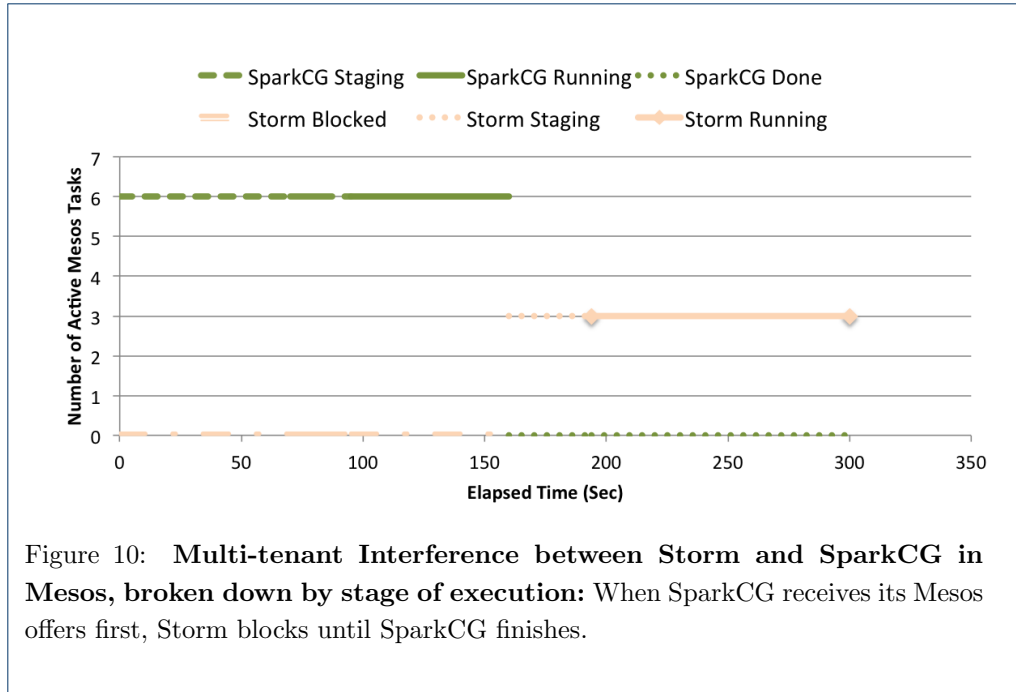 SparkCG Staging SparkCG Running SparkCG Done
Storm Blocked Storm Staging Storm Running
Number of Active Mesos Tasks
7
6
5
4
3
2
1
0
0 50 100 150 200 250 300 350
Elapsed Time (Sec)
Figure 10: Multi-tenant Interference between Storm and SparkCG in
Mesos, broken down by stage of execution: When SparkCG receives its Mesos
offers first, Storm blocks until SparkCG finishes.